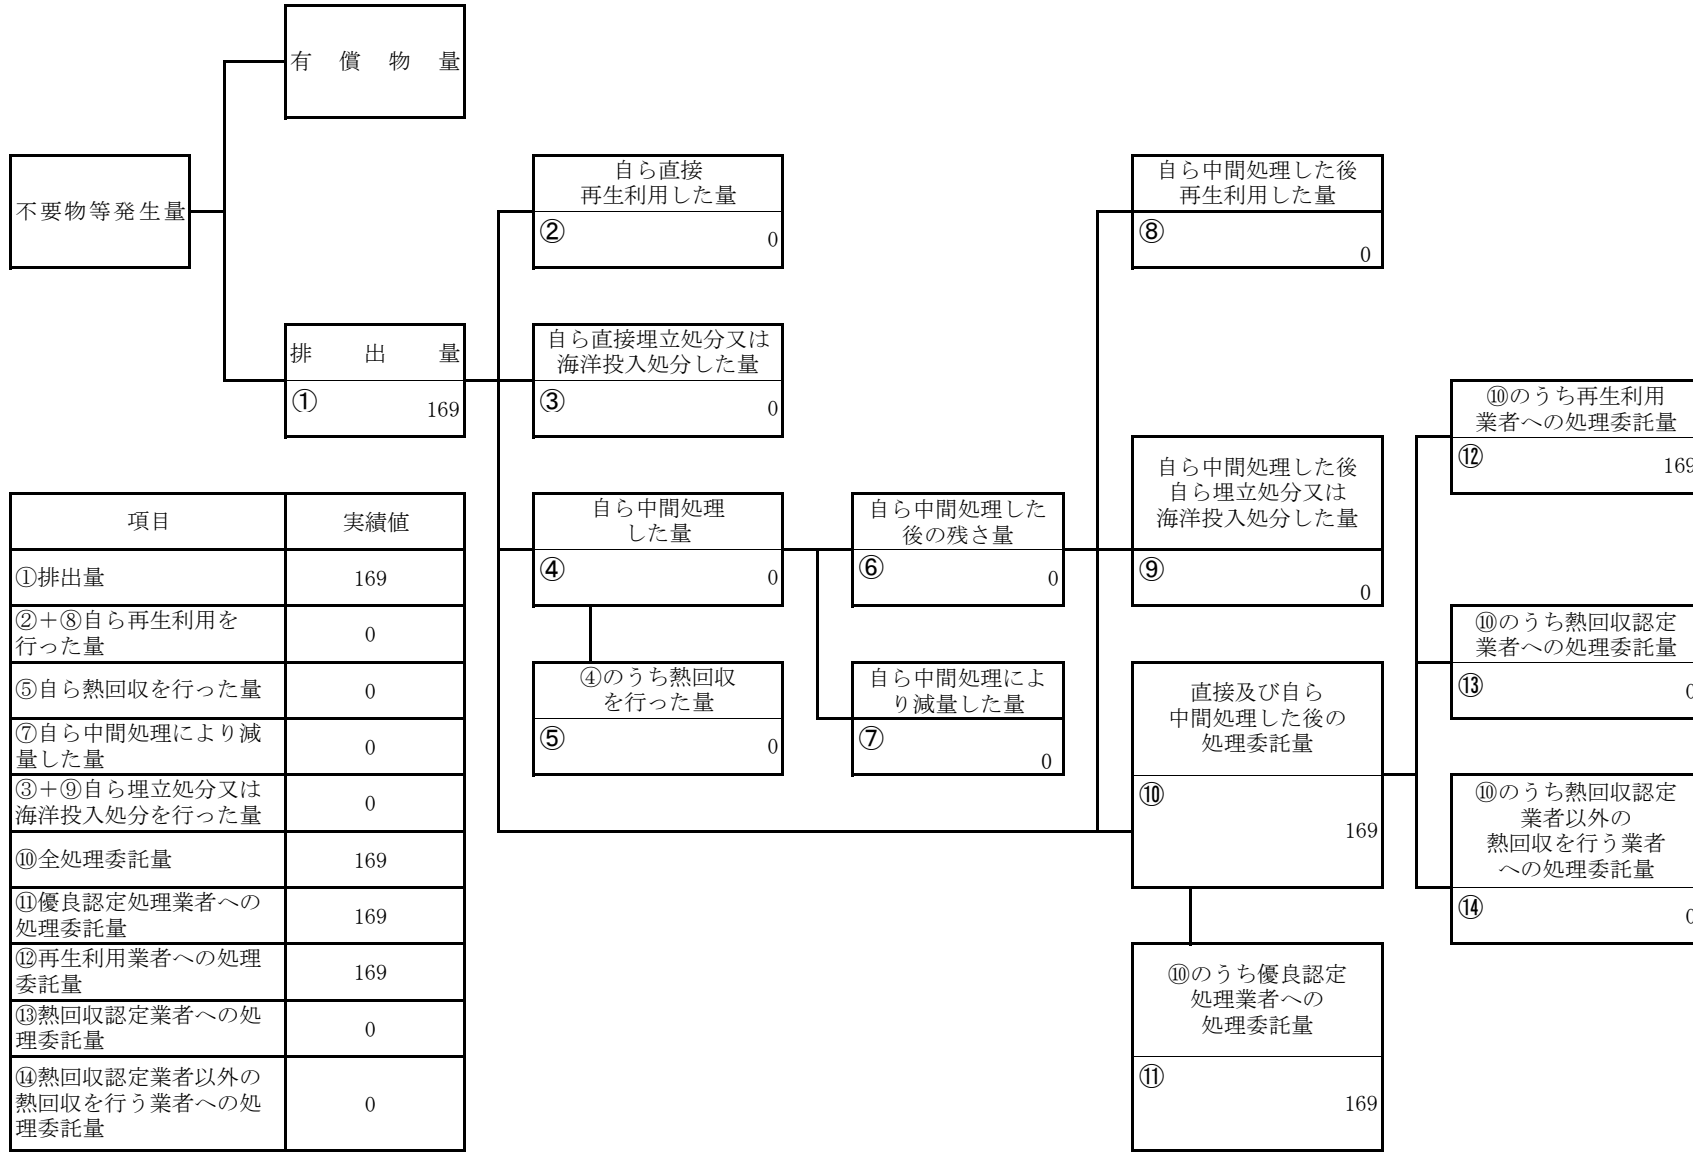 有償物量
不要物等発生量
自ら直接
再生利用した量
②
0
自ら中間処理した後
再生利用した量
⑧
0
排出量
①
169
自ら直接埋立処分又は
海洋投入処分した量
③
0
⑩のうち再生利用
業者への処理委託量
⑫
169
自ら中間処理した後
自ら埋立処分又は
海洋投入処分した量
⑨
0
自ら中間処理
した量
④
0
自ら中間処理した
後の残さ量
⑥
0
⑩のうち熱回収認定
業者への処理委託量
⑬
0
④のうち熱回収
を行った量
⑤
0
自ら中間処理によ
り減量した量
⑦
0
直接及び自ら
中間処理した後の
処理委託量
⑩
169
⑩のうち熱回収認定
業者以外の
熱回収を行う業者
への処理委託量
⑭
0
⑩のうち優良認定
処理業者への
処理委託量
⑪
169
項目 実績値
①排出量 169
②+⑧自ら再生利用を
行った量 0
⑤自ら熱回収を行った量 0
⑦自ら中間処理により減
量した量 0
③+⑨自ら埋立処分又は
海洋投入処分を行った量 0
⑩全処理委託量 169
⑪優良認定処理業者への
処理委託量 169
⑫再生利用業者への処理
委託量 169
⑬熱回収認定業者への処
理委託量 0
⑭熱回収認定業者以外の
熱回収を行う業者への処
理委託量 0